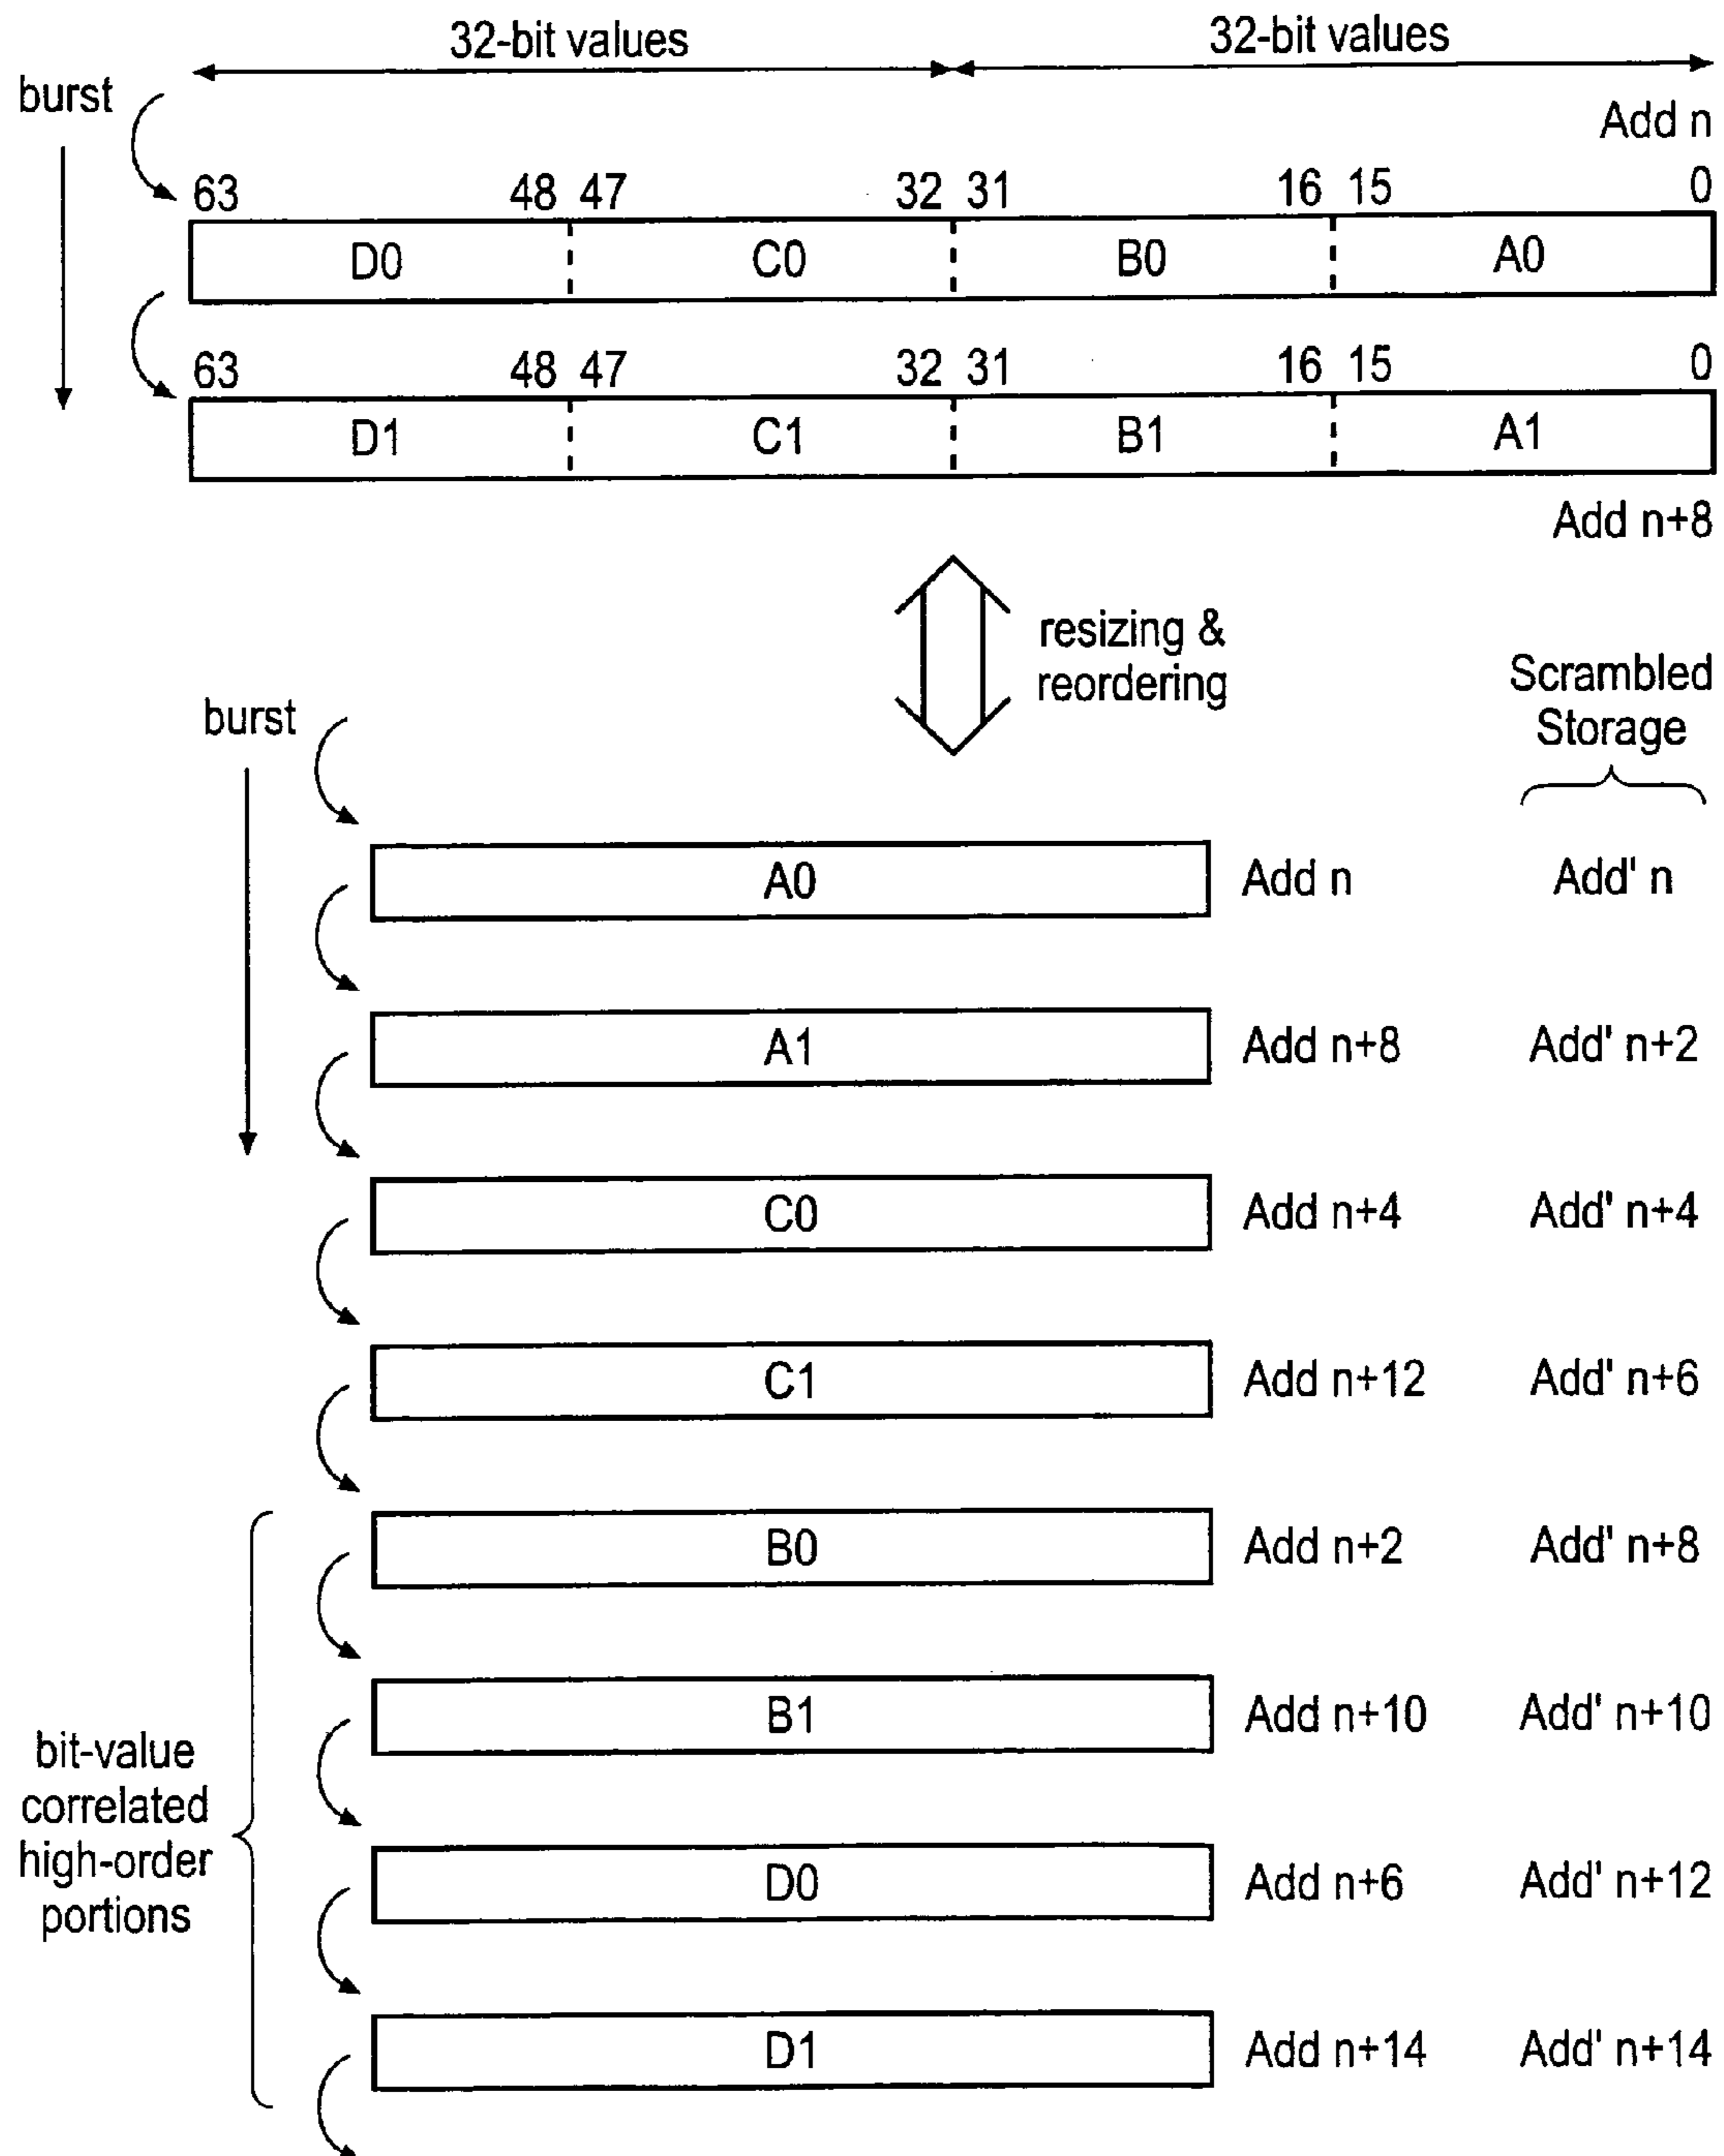 32-bit values 32-bit values
burst
Add n
63 48 47 32 31 16 15 0
D0 C0 B0 A0
63 48 47 32 31 16 15 0
D1 C1 B1 A1
Add n+8
resizing &
reordering
Scrambled
Storage
burst
A0 Add n Add' n
A1 Add n+8 Add' n+2
C0 Add n+4 Add' n+4
C1 Add n+12 Add' n+6
B0 Add n+2 Add' n+8
B1 Add n+10 Add' n+10
bit-value
correlated
high-order
portions
D0 Add n+6 Add' n+12
D1 Add n+14 Add' n+14